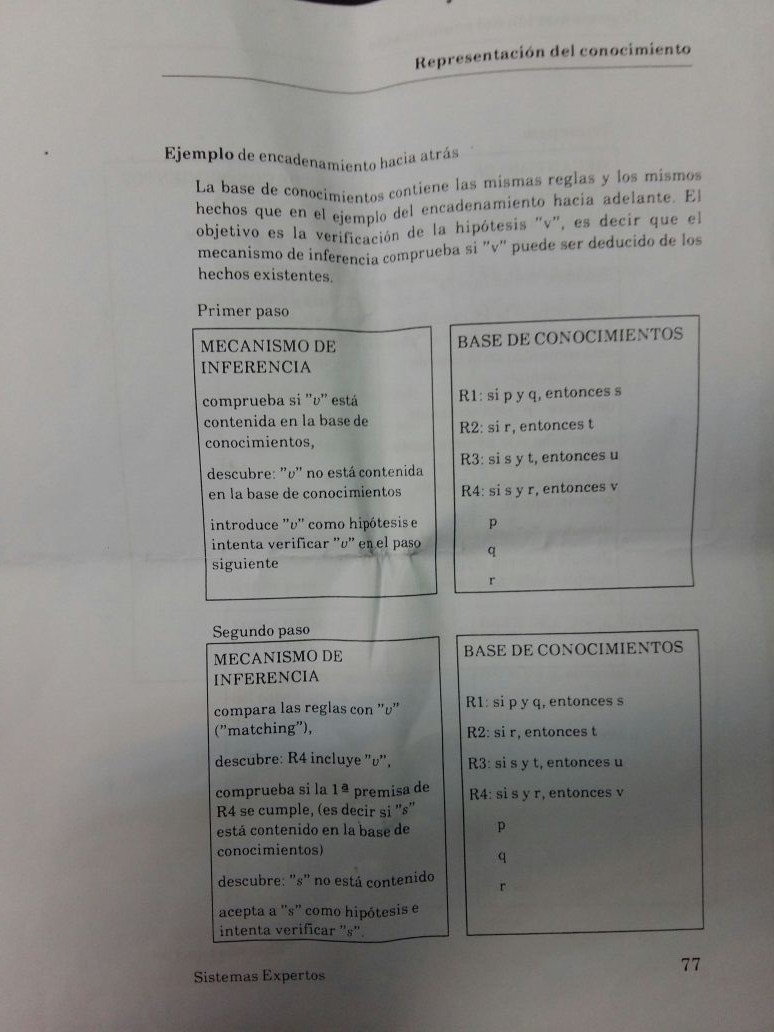 Representación del conocimiento
Ejemplo de encadenamiento hacia atrás
La base de conocimientos contiene las mismas reglas y los mismos
hechos que en el ejemplo del encadenamiento hacia adelante. El
objetivo es la verificación de la hipótesis "v", es decir que el
mecanismo de inferencia comprueba si "v" puede ser deducido de los
hechos existentes.
Primer paso
MECANISMO DE
INFERENCIA
comprueba si "v" está
contenida en la base de
conocimientos,
descubre: "v" no está contenida
en la base de conocimientos
introduce "v" como hipótesis e
intenta verificar "v" en el paso
siguiente
BASE DE CONOCIMIENTOS
R1: si p y q, entonces s
R2: si r, entonces t
R3: si s y t, entonces u
R4: si s y r, entonces v
p
q
r
Segundo paso
MECANISMO DE
INFERENCIA
compara las reglas con "v"
("matching"),
descubre: R4 incluye "v",
comprueba si la 1ª premisa de
R4 se cumple, (es decir si "s"
está contenido en la base de
conocimientos)
descubre: "s" no está contenido
acepta a "s" como hipótesis e
intenta verificar "s".
BASE DE CONOCIMIENTOS
R1: si p y q, entonces s
R2: si r, entonces t
R3: si s y t, entonces u
R4: si s y r, entonces v
p
q
r
Sistemas Expertos
77